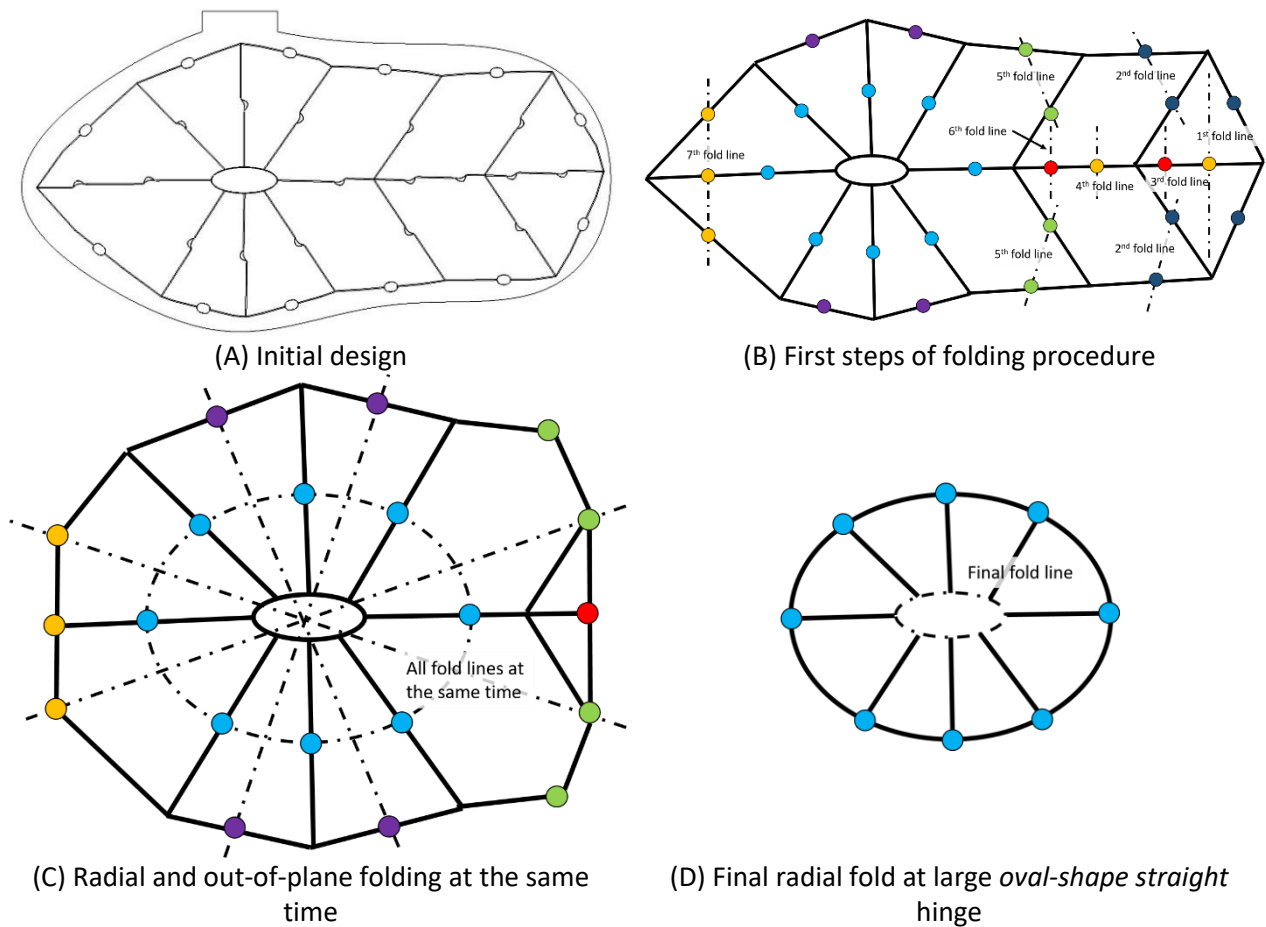 5th fold line
2nd fold line
6th fold line
1st fold line
7th fold line
4th fold line
3rd fold line
5th fold line
2nd fold line
(A) Initial design
(B) First steps of folding procedure
All fold lines at
the same time
Final fold line
(C) Radial and out-of-plane folding at the same
time
(D) Final radial fold at large oval-shape straight
hinge